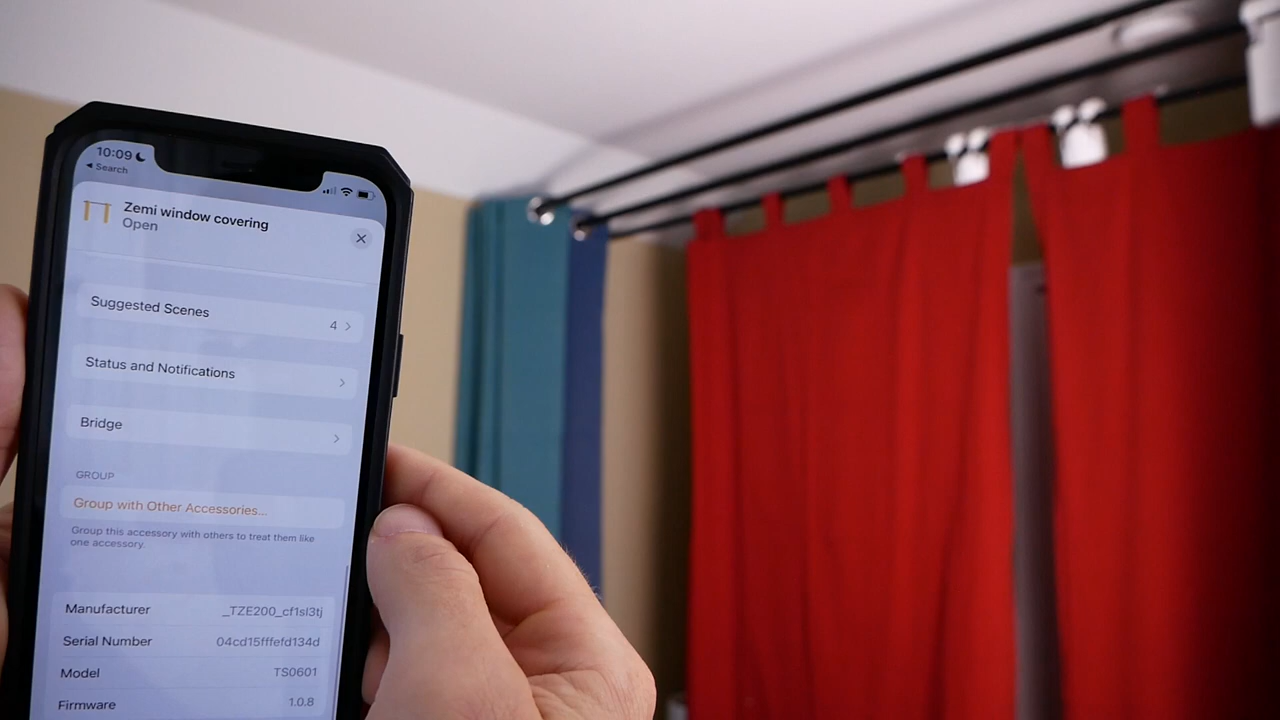 10:09
Search
Zemi window covering
Open
Suggested Scenes 4
Status and Notifications
Bridge
GROUP
Group with Other Accessories...
Group this accessory with others to treat them like
one accessory.
Manufacturer _TZE200_cf1sl3tj
Serial Number 04cd15fffefd134d
Model TS0601
Firmware 1.0.8